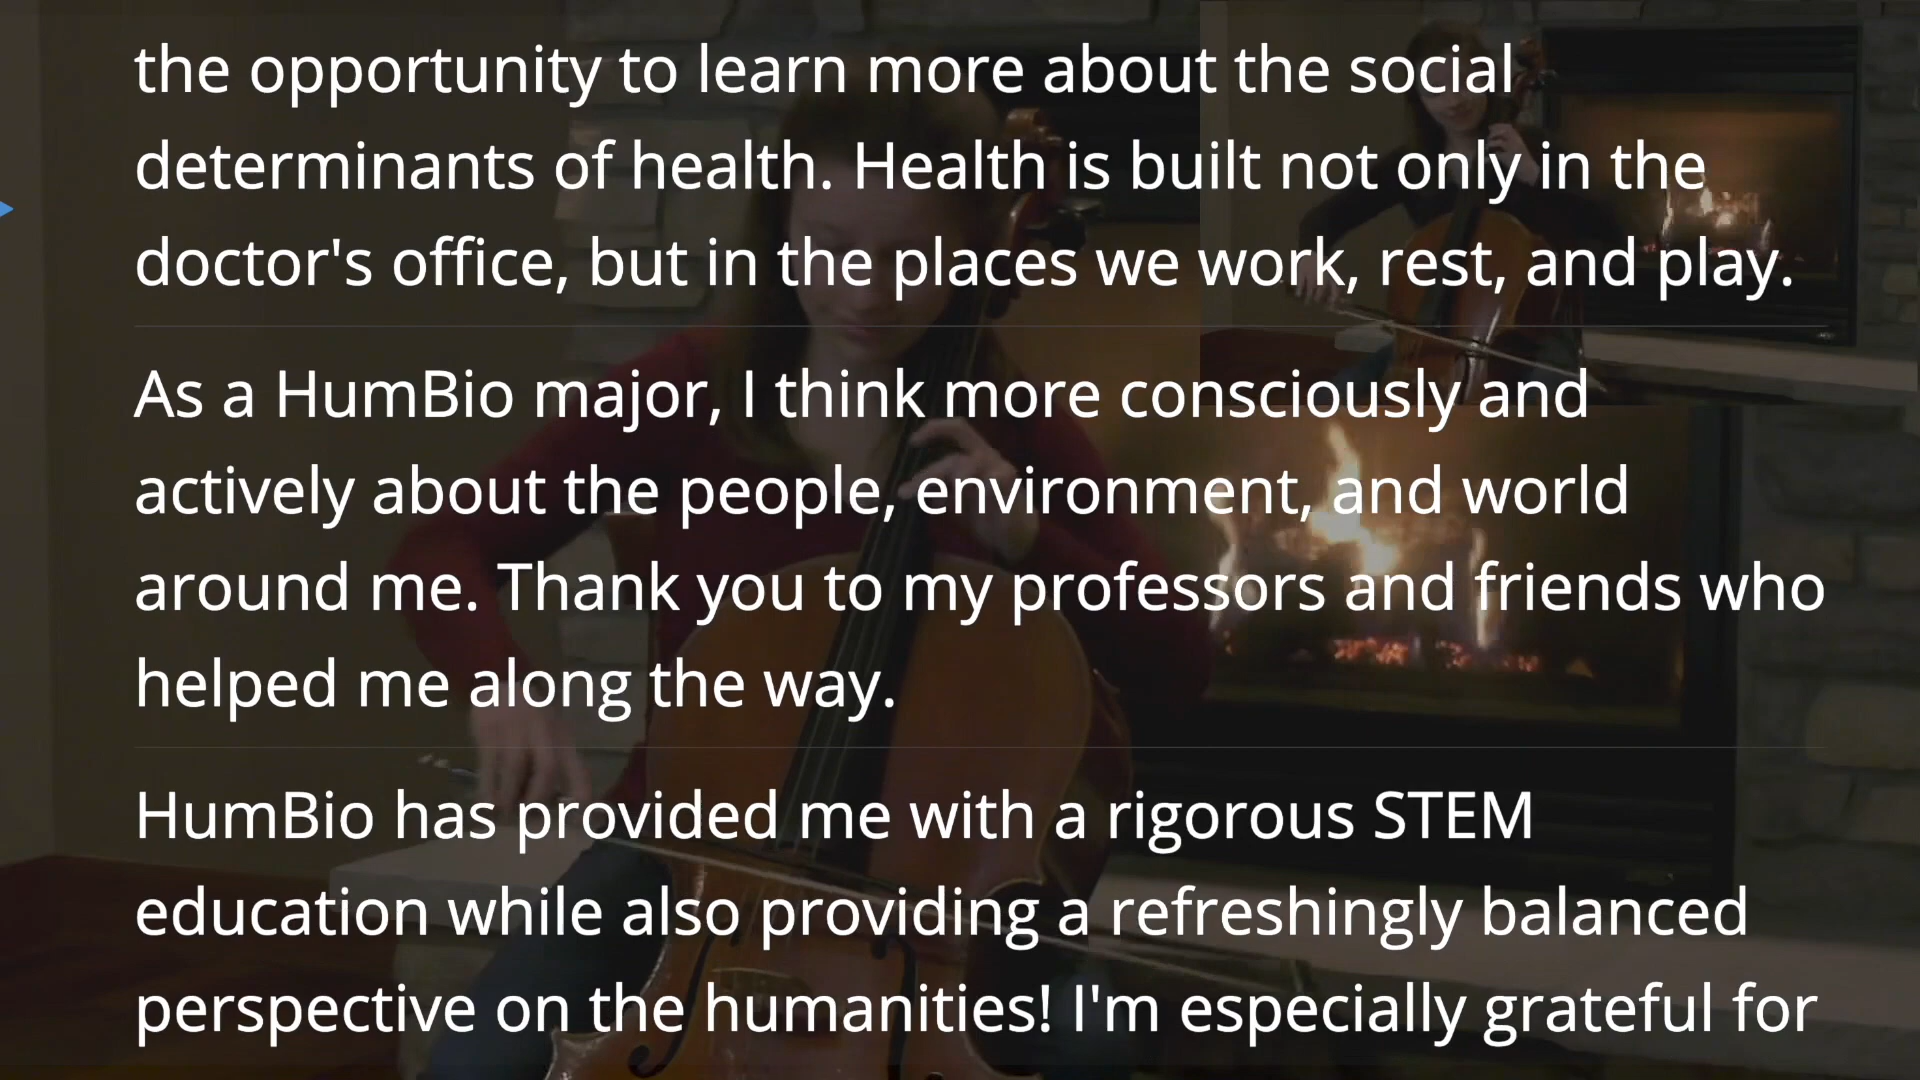 the opportunity to learn more about the social
determinants of health. Health is built not only in the
doctor's office, but in the places we work, rest, and play.
As a HumBio major, I think more consciously and
actively about the people, environment, and world
around me. Thank you to my professors and friends who
helped me along the way.
HumBio has provided me with a rigorous STEM
education while also providing a refreshingly balanced
perspective on the humanities! I'm especially grateful for